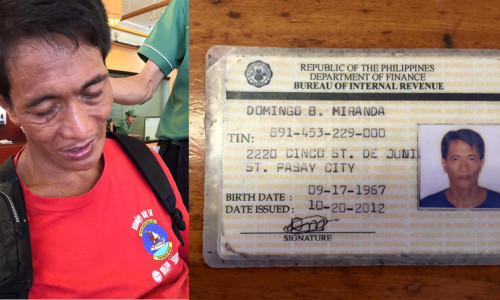 REPUBLIC OF THE PHILIPPINES
DEPARTMENT OF FINANCE
BUREAU OF INTERNAL REVENUE
DOMINGO B. MIRANDA
TIN: 891-453-229-000
2220 CINCO ST. DE JUNI
ST. PASAY CITY
BIRTH DATE : 09-17-1967
DATE ISSUED : 10-20-2012
SIGNATURE